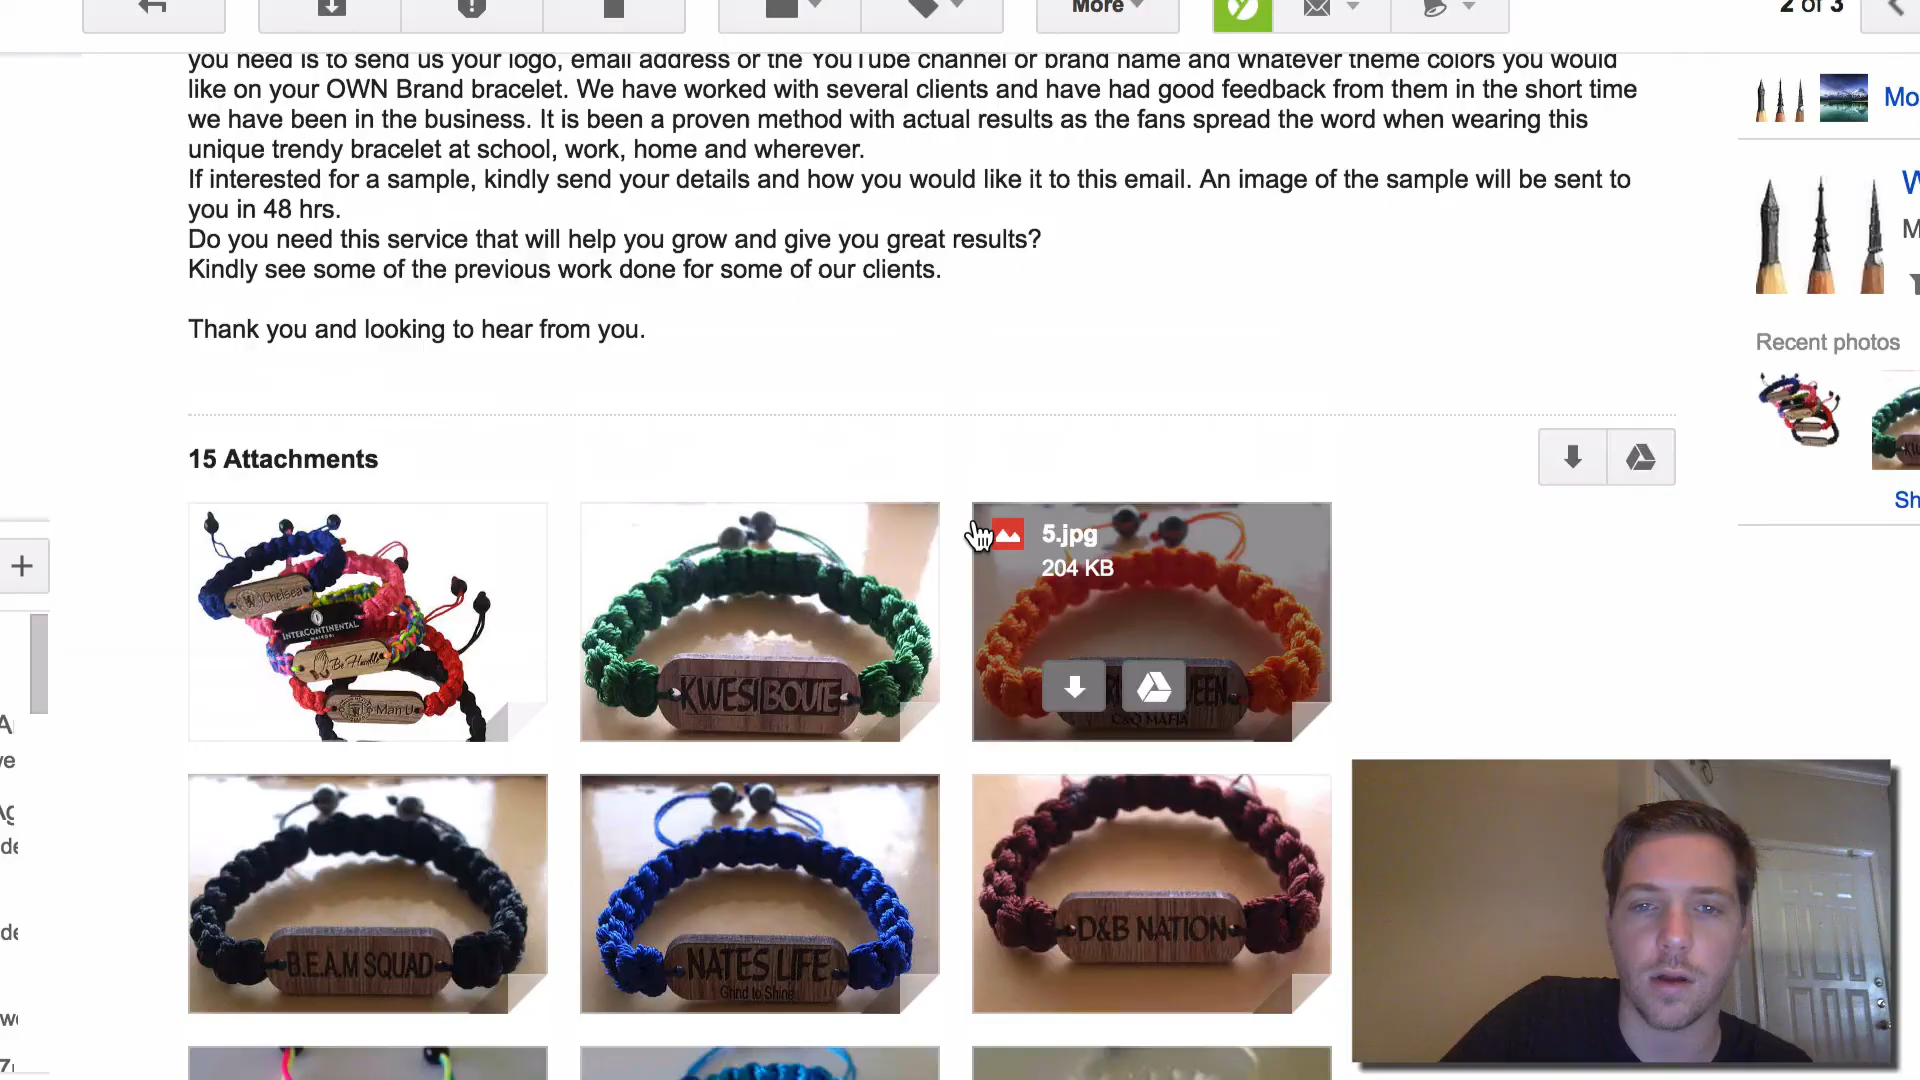 More
2 of 3
you need is to send us your logo, email address or the YouTube channel or brand name and whatever theme colors you would
like on your OWN Brand bracelet. We have worked with several clients and have had good feedback from them in the short time
we have been in the business. It is been a proven method with actual results as the fans spread the word when wearing this
unique trendy bracelet at school, work, home and wherever.
If interested for a sample, kindly send your details and how you would like it to this email. An image of the sample will be sent to
you in 48 hrs.
Do you need this service that will help you grow and give you great results?
Kindly see some of the previous work done for some of our clients.
Thank you and looking to hear from you.
Recent photos
15 Attachments
5.jpg
204 KB
Chelsea
INTERCONTINENTAL
NAIROBI
Be Humble
Man U
KWESI BOUIE
C&Q MAFIA
B.E.A.M SQUAD
NATES LIFE
Grind to Shine
D&B NATION